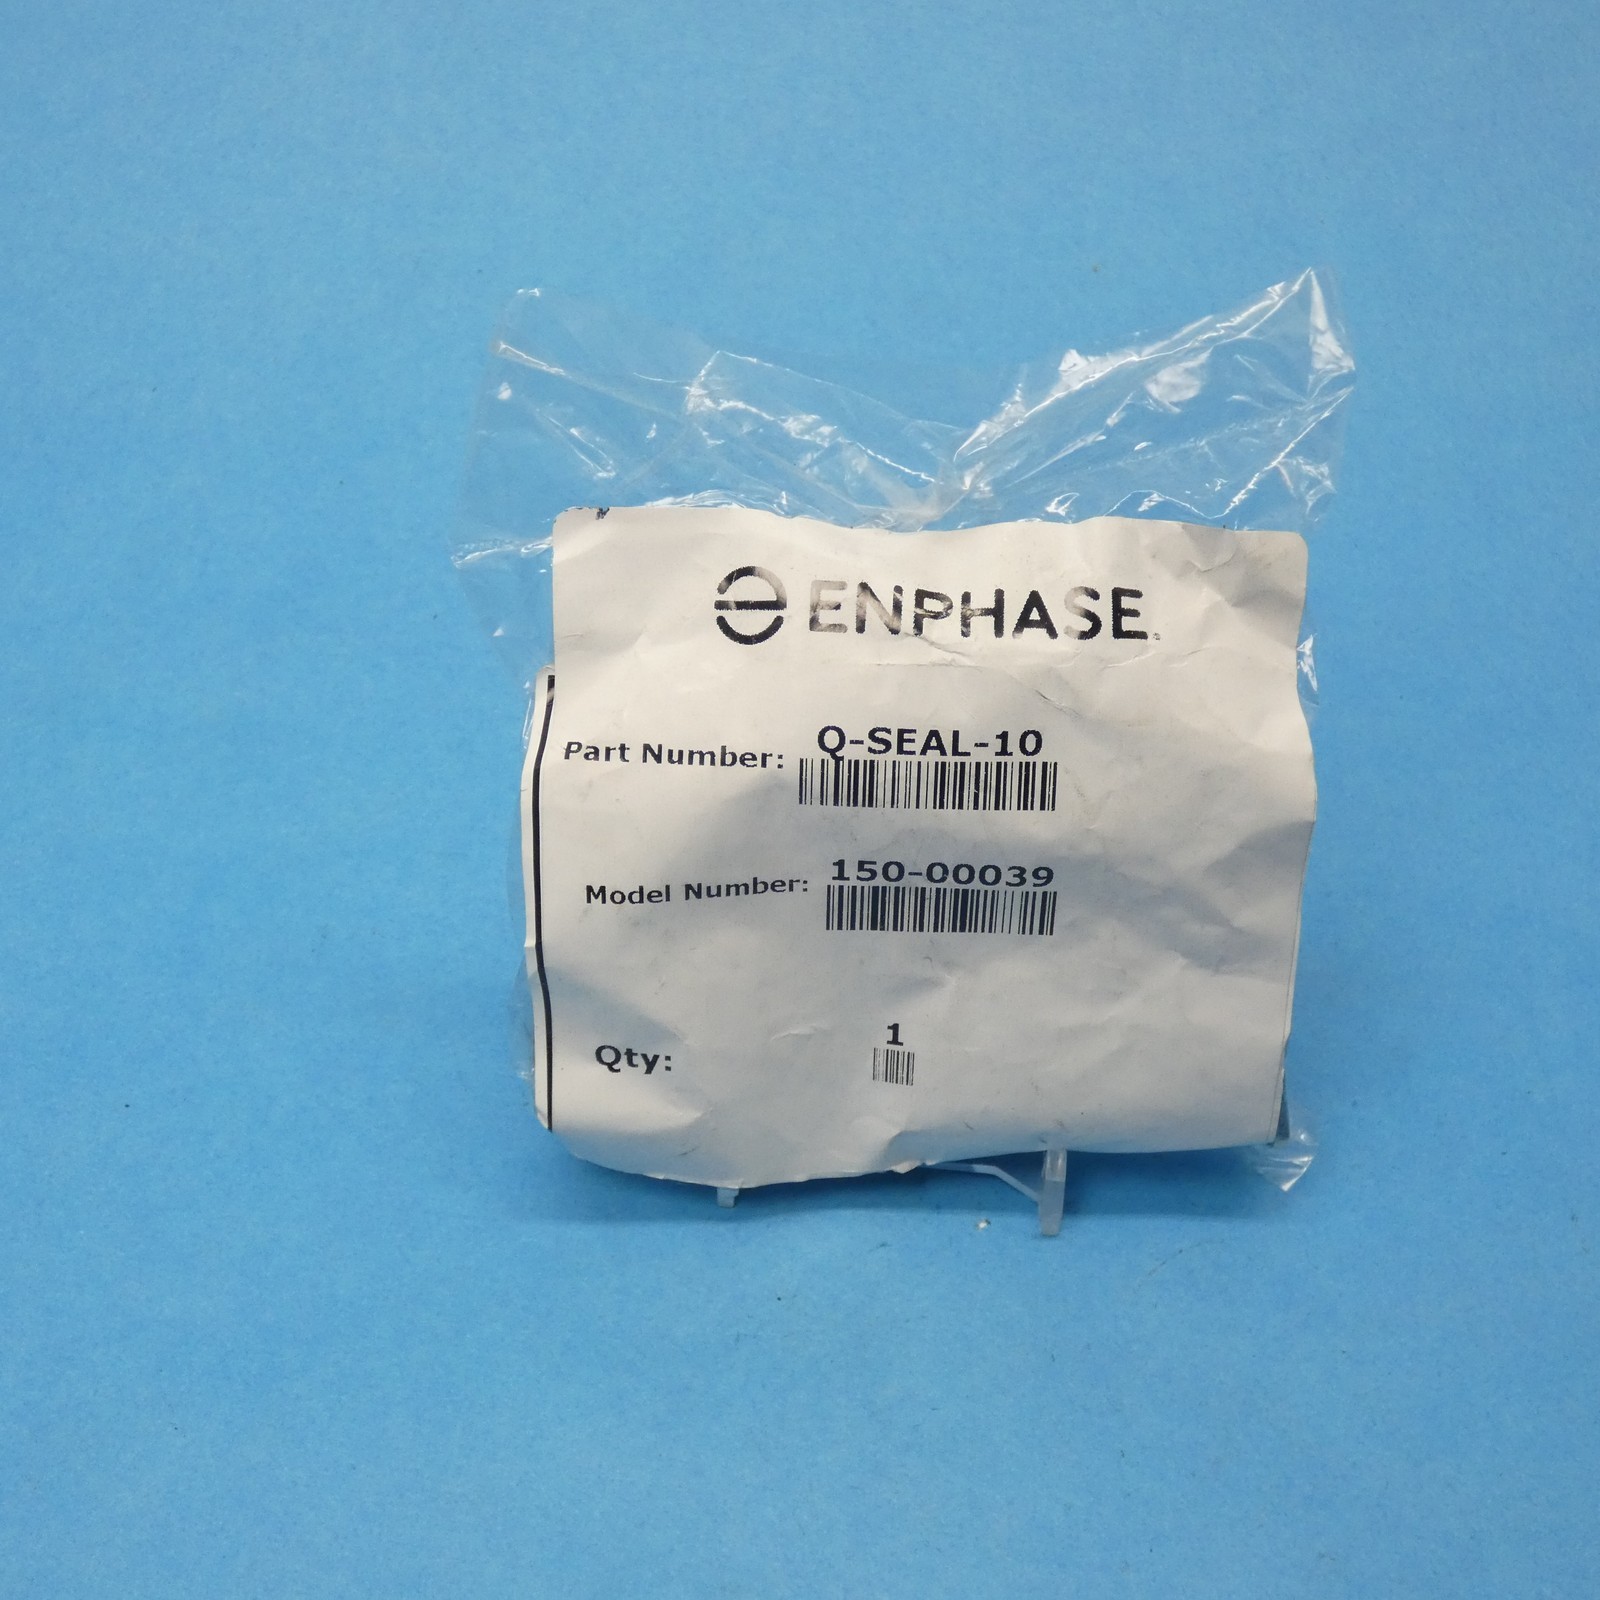 ENPHASE.
Part Number: Q-SEAL-10
Model Number: 150-00039
Qty: 1